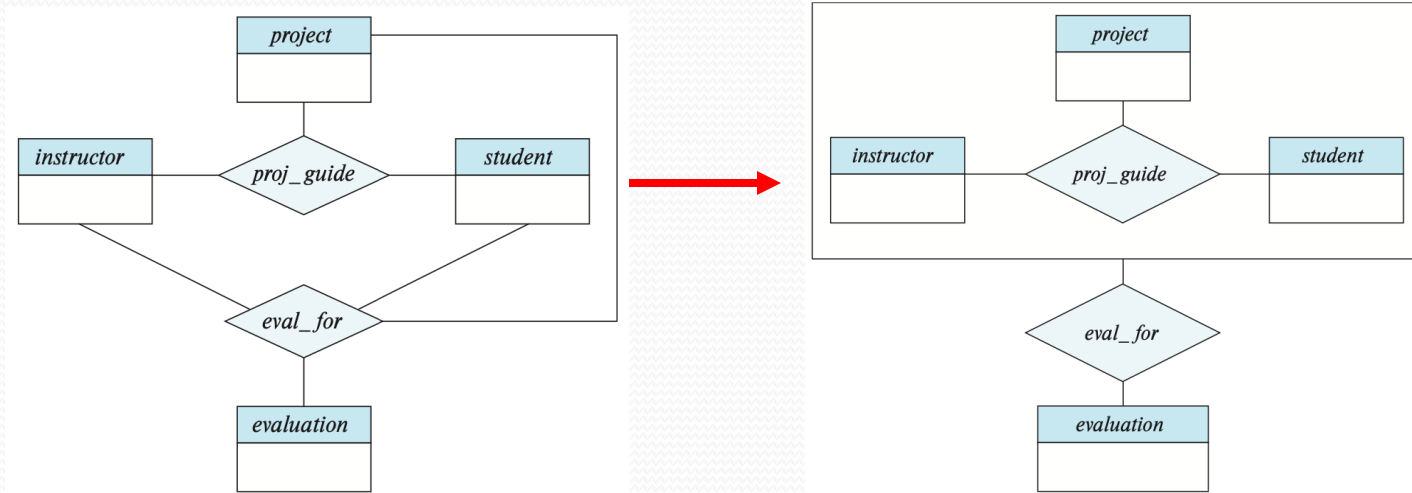 project
instructor
student
proj_guide
eval_for
evaluation
project
instructor
student
proj_guide
eval_for
evaluation